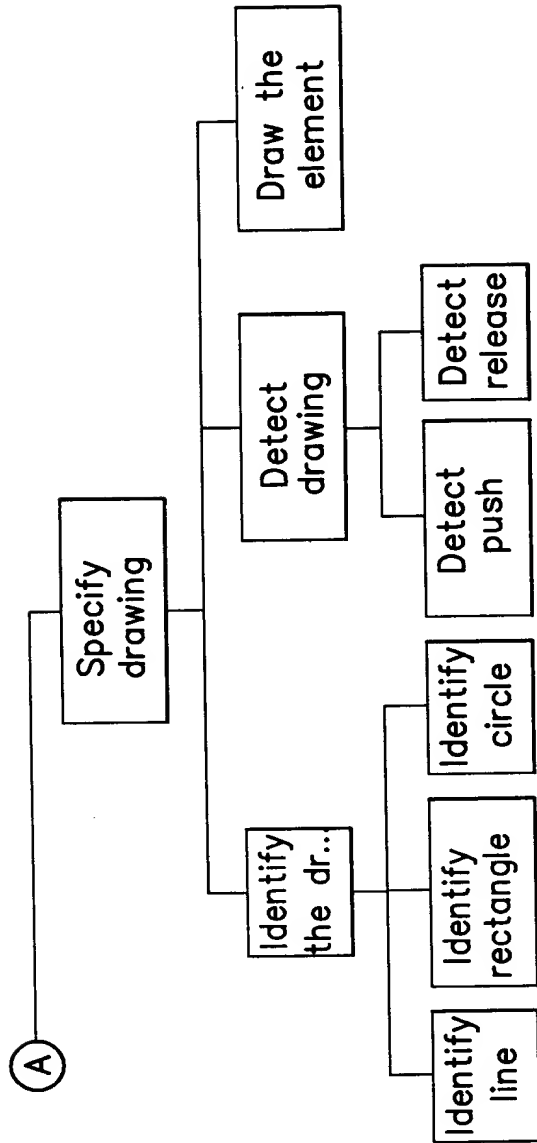 A
Specify
drawing
Identify
the dr...
Detect
drawing
Draw the
element
Identify
line
Identify
rectangle
Identify
circle
Detect
push
Detect
release